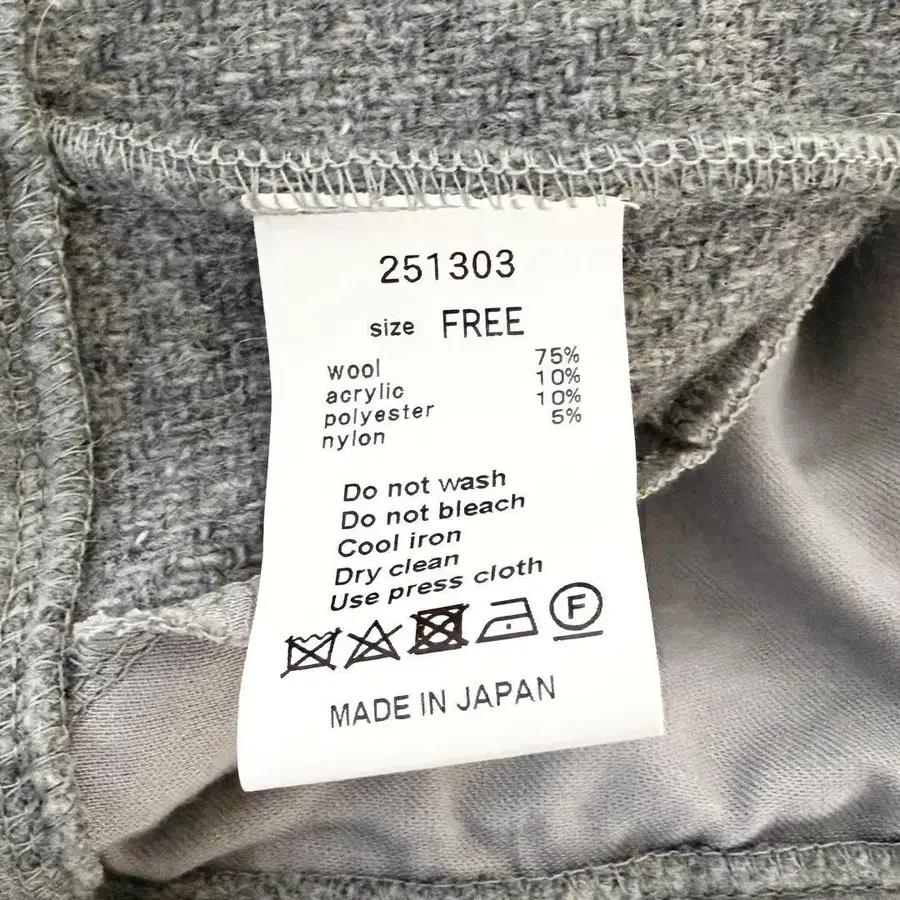 251303
size FREE
wool 75%
acrylic 10%
polyester 10%
nylon 5%
Do not wash
Do not bleach
Cool iron
Dry clean
Use press cloth
F
MADE IN JAPAN